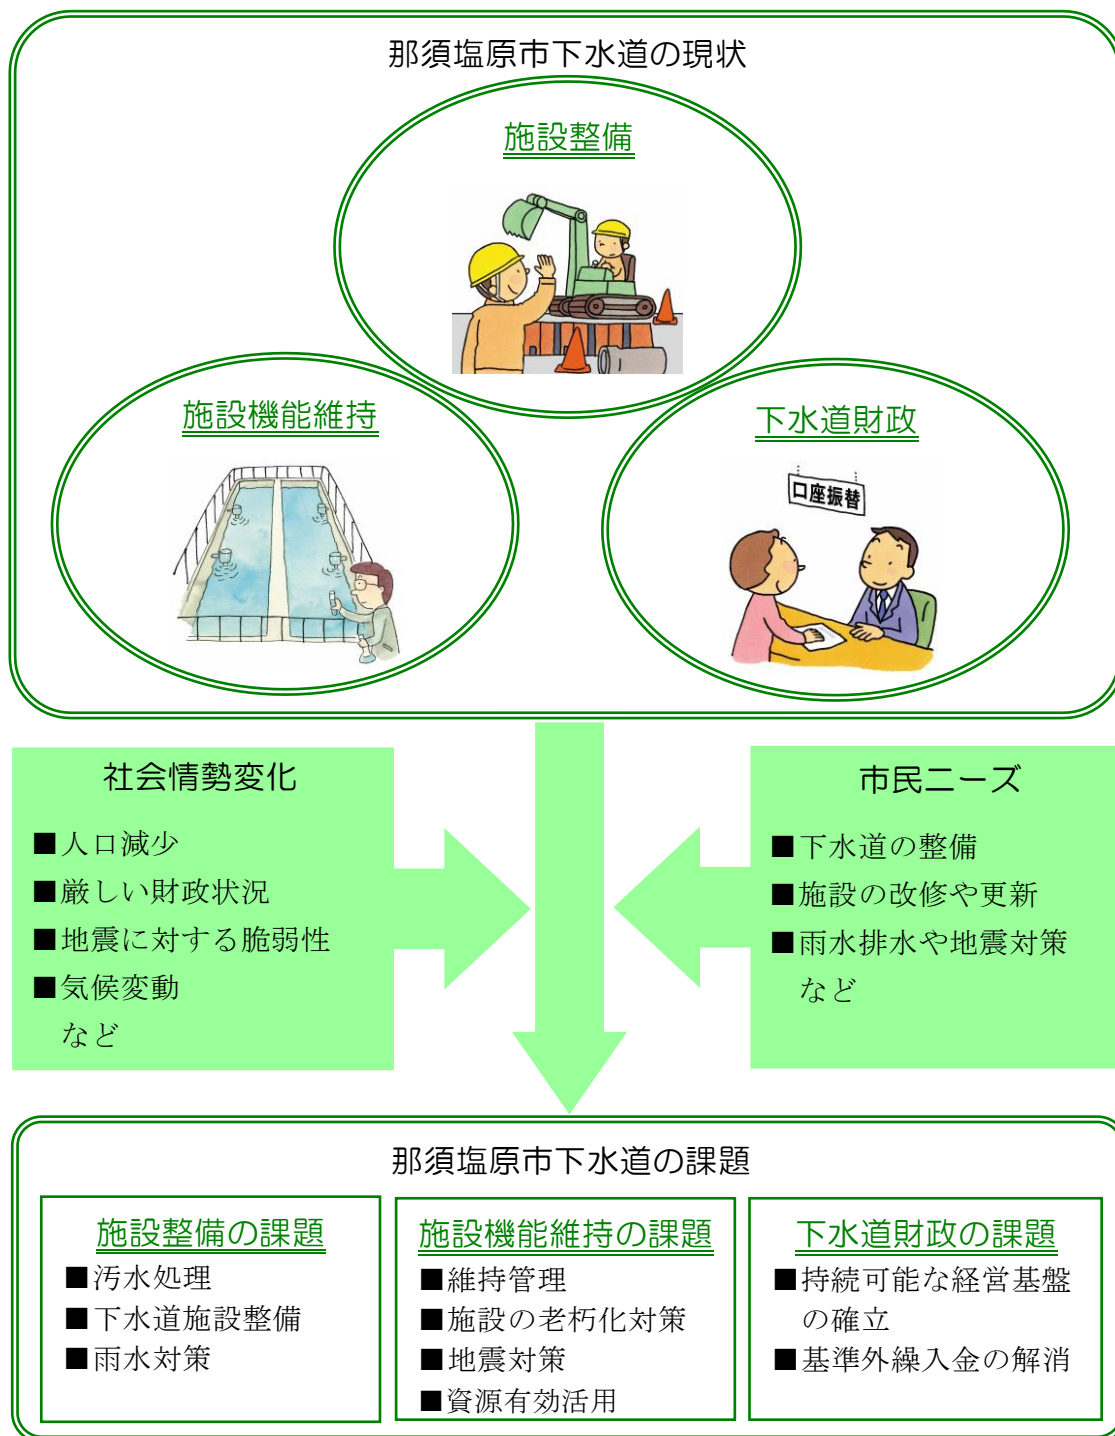 那須塩原市下水道の現状
施設整備
施設機能維持
下水道財政
口座振替
社会情勢変化
■人口減少
■厳しい財政状況
■地震に対する脆弱性
■気候変動
など
市民ニーズ
■下水道の整備
■施設の改修や更新
■雨水排水や地震対策
など
那須塩原市下水道の課題
施設整備の課題
■汚水処理
■下水道施設整備
■雨水対策
施設機能維持の課題
■維持管理
■施設の老朽化対策
■地震対策
■資源有効活用
下水道財政の課題
■持続可能な経営基盤
の確立
■基準外繰入金の解消